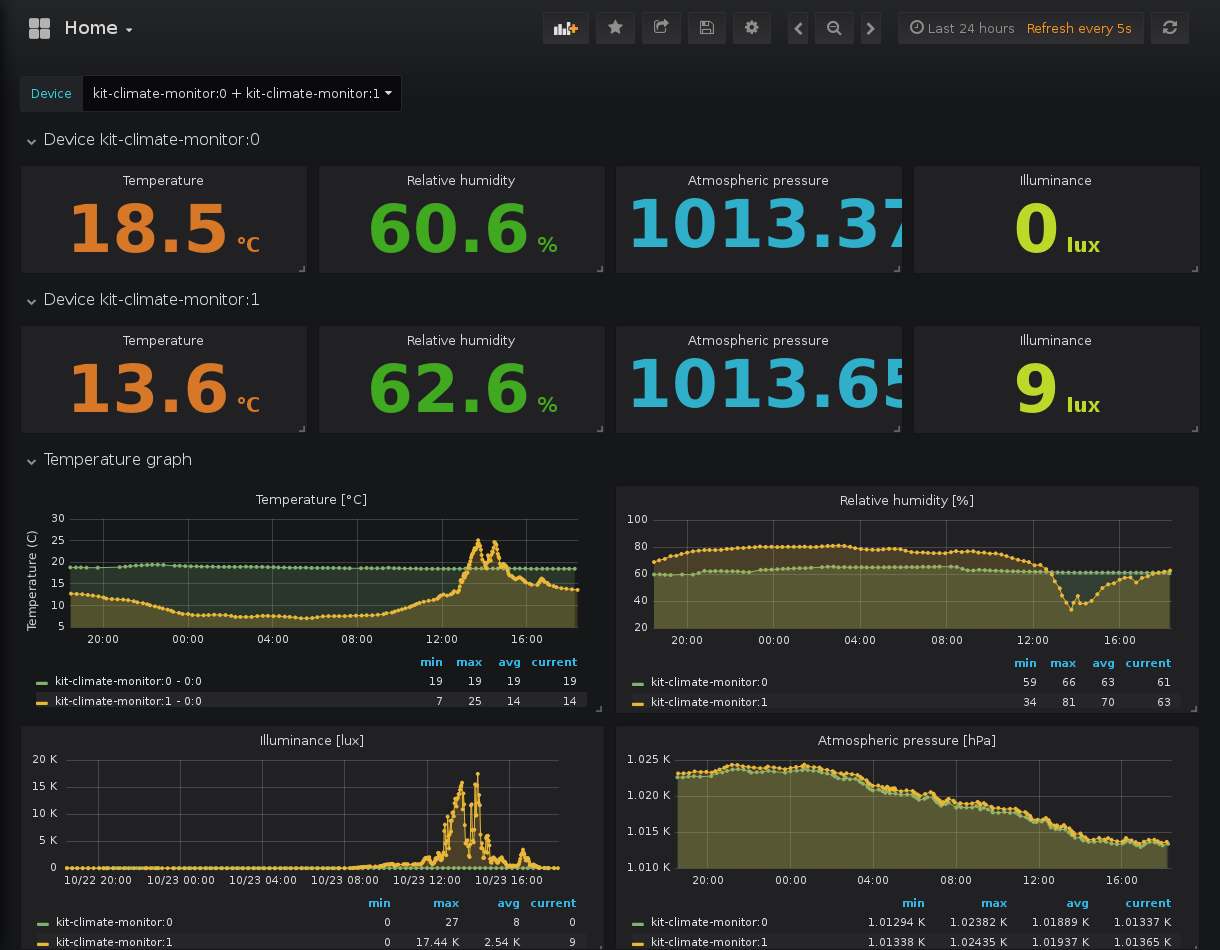 Home
Last 24 hours Refresh every 5s
Device kit-climate-monitor:0 + kit-climate-monitor:1
Device kit-climate-monitor:0
Temperature Relative humidity Atmospheric pressure Illuminance
18.5 °C 60.6 % 1013.37 0 lux
Device kit-climate-monitor:1
Temperature Relative humidity Atmospheric pressure Illuminance
13.6 °C 62.6 % 1013.65 9 lux
Temperature graph
Temperature [°C]
Temperature (C)
30
25
20
15
10
5
20:00 00:00 04:00 08:00 12:00 16:00
min max avg current
kit-climate-monitor:0 - 0:0 19 19 19 19
kit-climate-monitor:1 - 0:0 7 25 14 14
Relative humidity [%]
100
80
60
40
20
20:00 00:00 04:00 08:00 12:00 16:00
min max avg current
kit-climate-monitor:0 59 66 63 61
kit-climate-monitor:1 34 81 70 63
Illuminance [lux]
20 K
15 K
10 K
5 K
0
10/22 20:00 10/23 00:00 10/23 04:00 10/23 08:00 10/23 12:00 10/23 16:00
min max avg current
kit-climate-monitor:0 0 27 8 0
kit-climate-monitor:1 0 17.44 K 2.54 K 9
Atmospheric pressure [hPa]
1.025 K
1.020 K
1.015 K
1.010 K
20:00 00:00 04:00 08:00 12:00 16:00
min max avg current
kit-climate-monitor:0 1.01294 K 1.02382 K 1.01889 K 1.01337 K
kit-climate-monitor:1 1.01338 K 1.02435 K 1.01937 K 1.01365 K